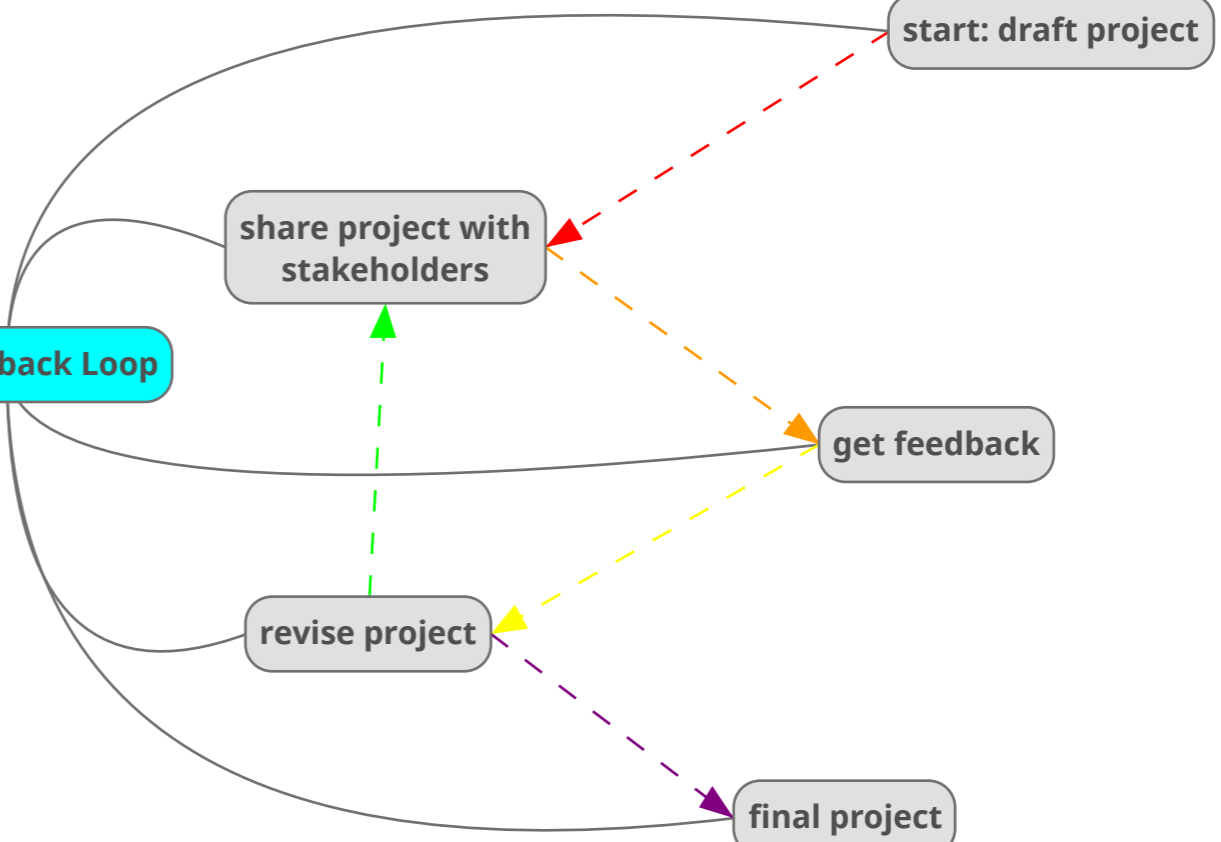 start: draft project
share project with
stakeholders
back Loop
get feedback
revise project
final project